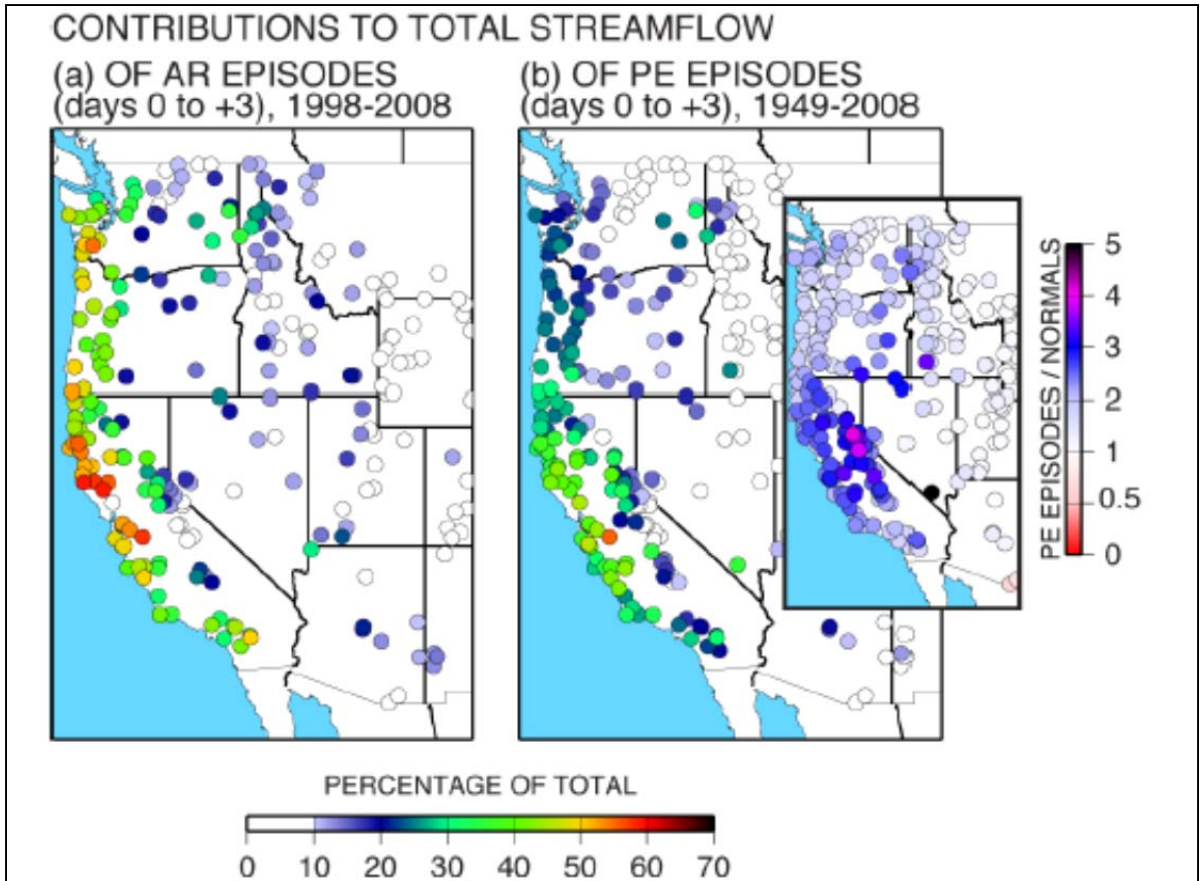 CONTRIBUTIONS TO TOTAL STREAMFLOW
(a) OF AR EPISODES
(days 0 to +3), 1998-2008
(b) OF PE EPISODES
(days 0 to +3), 1949-2008
PE EPISODES / NORMALS
5
4
3
2
1
0.5
0
PERCENTAGE OF TOTAL
0 10 20 30 40 50 60 70